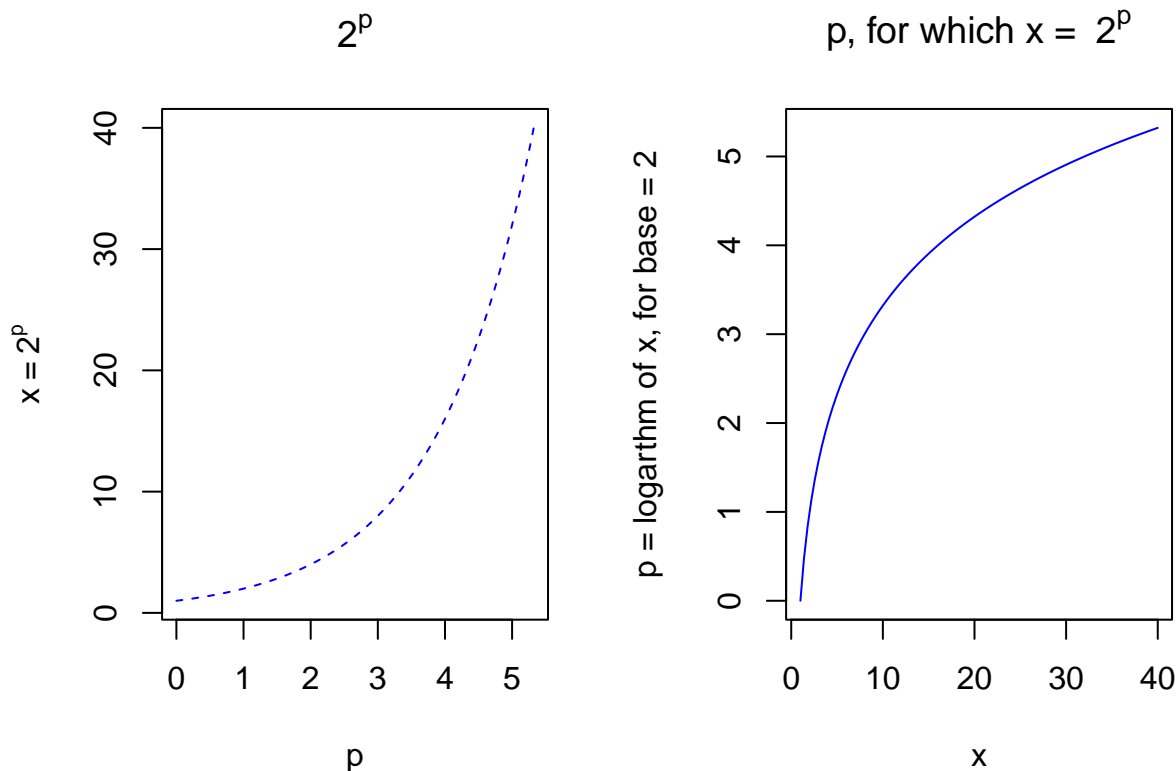 2^p
x = 2^p
40
30
20
10
0
0 1 2 3 4 5
p
p, for which x = 2^p
p = logarthm of x, for base = 2
5
4
3
2
1
0
0 10 20 30 40
x